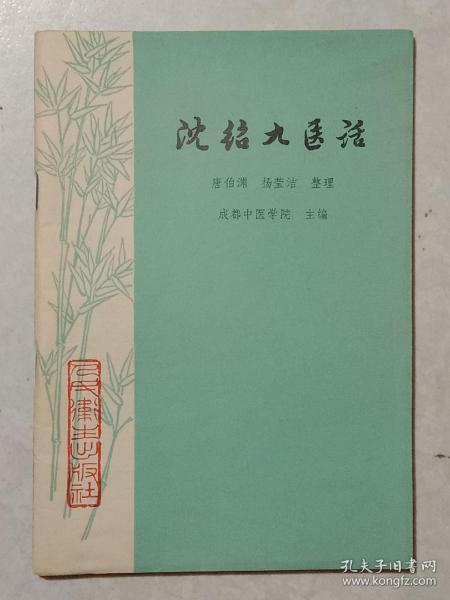 沈绍九医话
唐伯渊 杨莹洁 整理
成都中医学院 主编
人民卫生出版社
孔夫子旧书网
www.kongfz.com